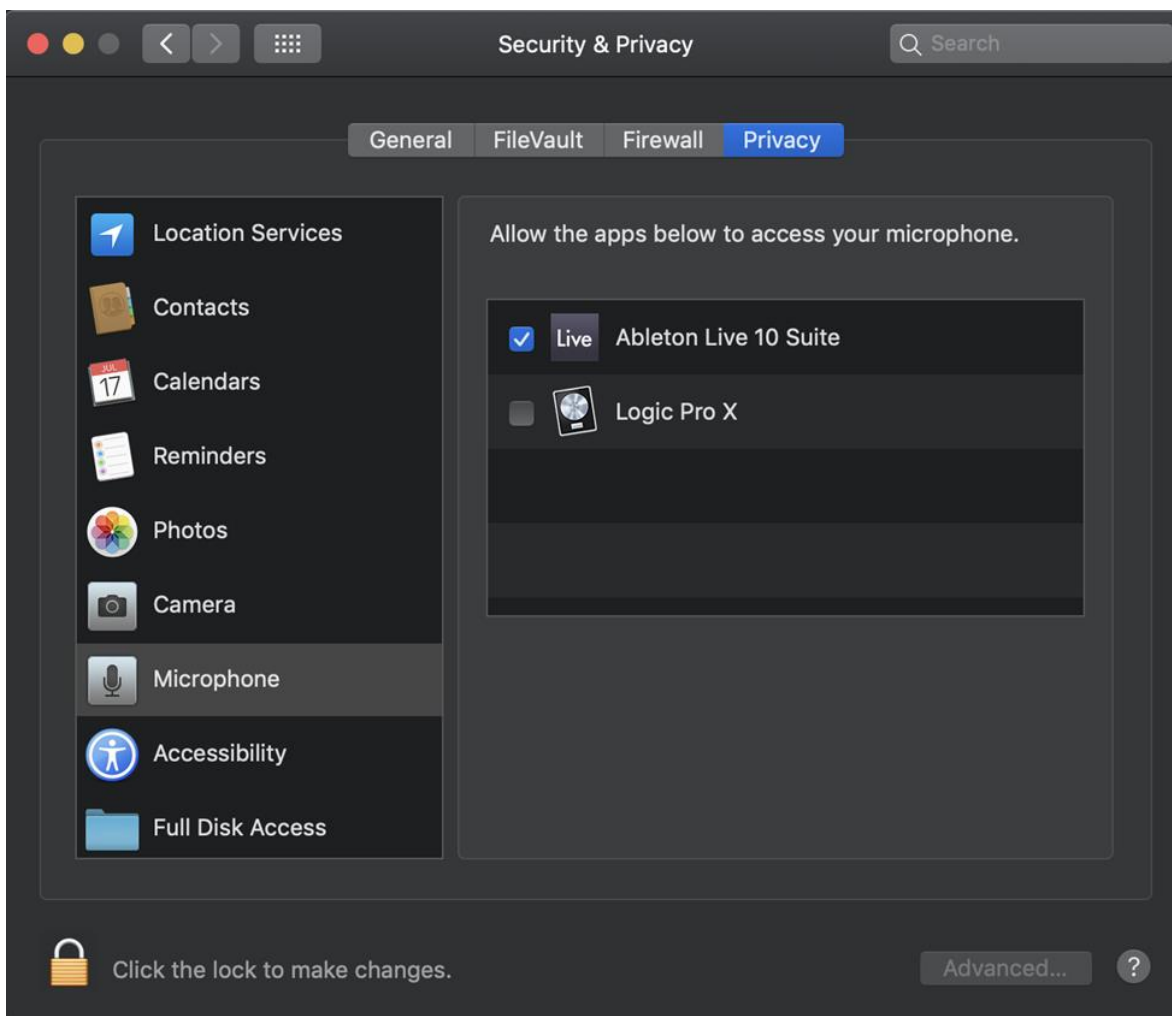 Security & Privacy
Search
General
FileVault
Firewall
Privacy
Location Services
Contacts
JUL
17
Calendars
Reminders
Photos
Camera
Microphone
Accessibility
Full Disk Access
Allow the apps below to access your microphone.
Live
Ableton Live 10 Suite
Logic Pro X
Click the lock to make changes.
Advanced...
?